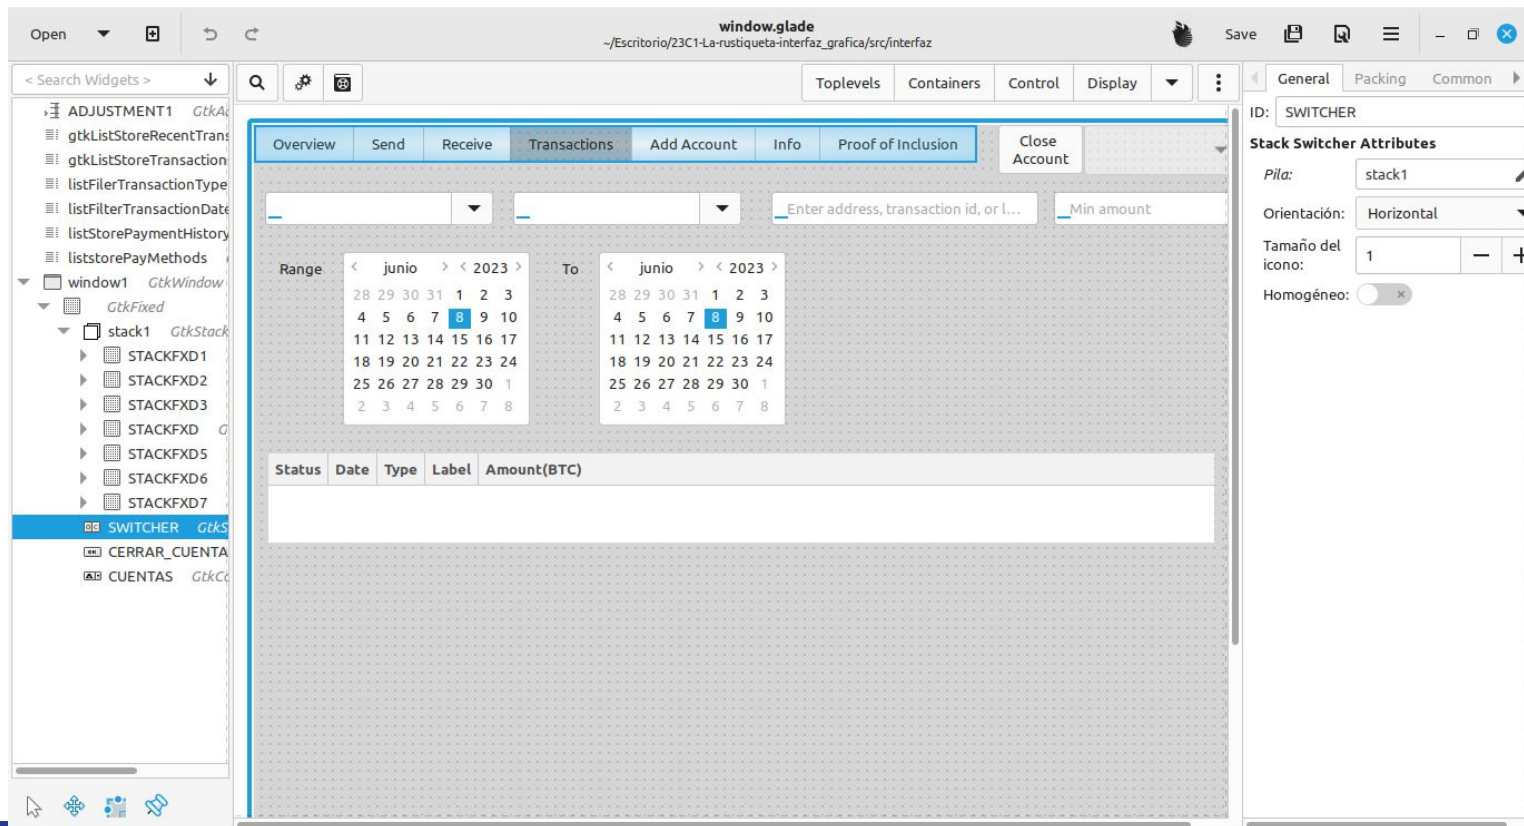 Open
window.glade
~/Escritorio/23C1-La-rustiqueta-interfaz_grafica/src/interfaz
Save
< Search Widgets >
Toplevels Containers Control Display
General Packing Common
ADJUSTMENT1 GtkAd
gtkListStoreRecentTrans
gtkListStoreTransaction
listFilerTransactionType
listFilterTransactionDate
listStorePaymentHistory
liststorePayMethods
window1 GtkWindow
GtkFixed
stack1 GtkStack
STACKFXD1
STACKFXD2
STACKFXD3
STACKFXD G
STACKFXD5
STACKFXD6
STACKFXD7
SWITCHER GtkS
CERRAR_CUENTA
CUENTAS GtkCo
Overview Send Receive Transactions Add Account Info Proof of Inclusion Close Account
Enter address, transaction id, or l... Min amount
Range < junio > < 2023 > To < junio > < 2023 >
28 29 30 31 1 2 3 28 29 30 31 1 2 3
4 5 6 7 8 9 10 4 5 6 7 8 9 10
11 12 13 14 15 16 17 11 12 13 14 15 16 17
18 19 20 21 22 23 24 18 19 20 21 22 23 24
25 26 27 28 29 30 1 25 26 27 28 29 30 1
2 3 4 5 6 7 8 2 3 4 5 6 7 8
Status Date Type Label Amount(BTC)
ID: SWITCHER
Stack Switcher Attributes
Pila: stack1
Orientación: Horizontal
Tamaño del icono: 1
Homogéneo: